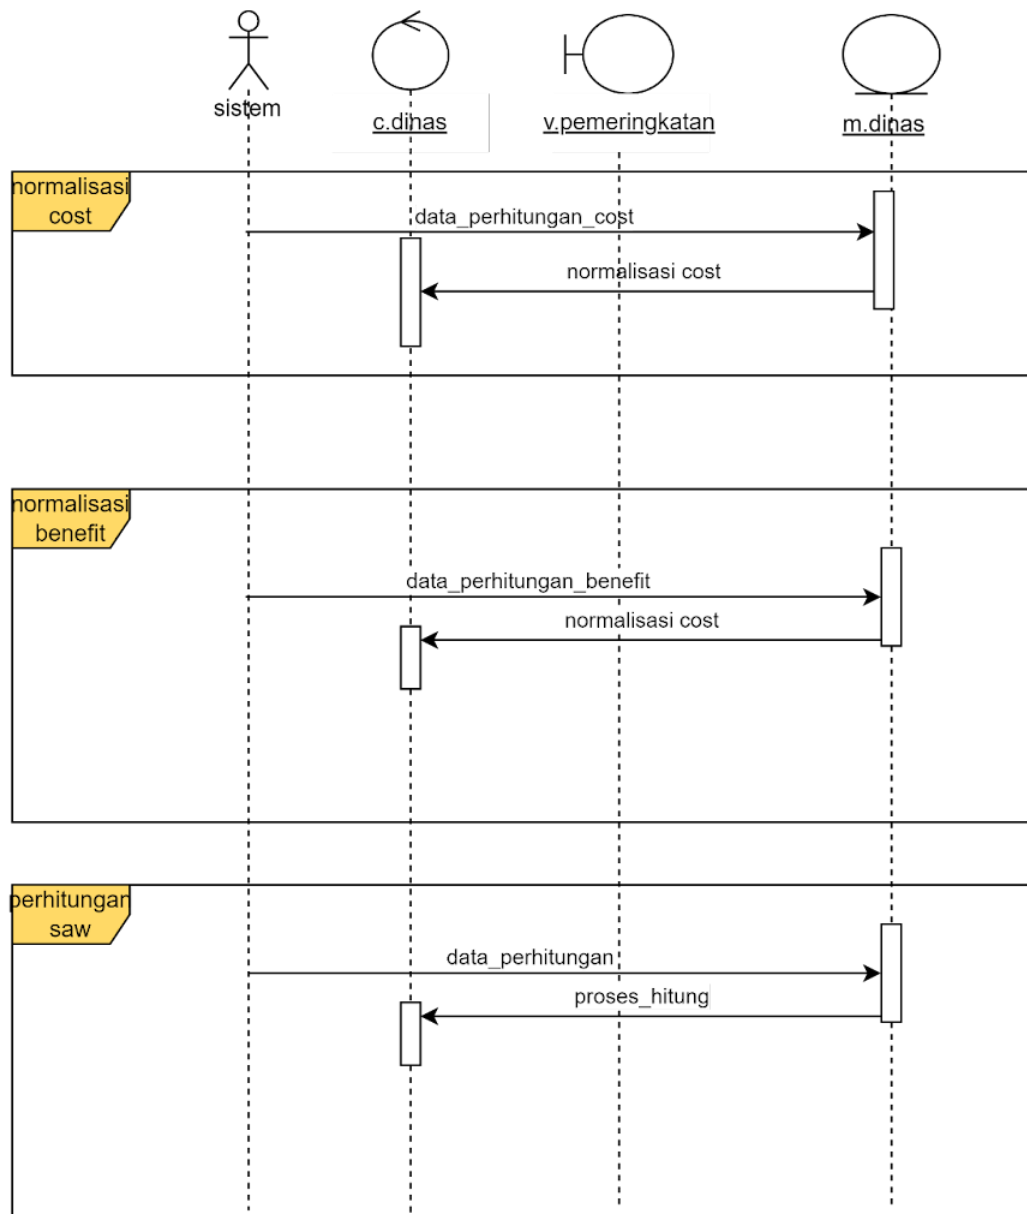 sistem
c.dinas
v.pemeringkatan
m.dinas
normalisasi
cost
data_perhitungan_cost
normalisasi cost
normalisasi
benefit
data_perhitungan_benefit
normalisasi cost
perhitungan
saw
data_perhitungan
proses_hitung